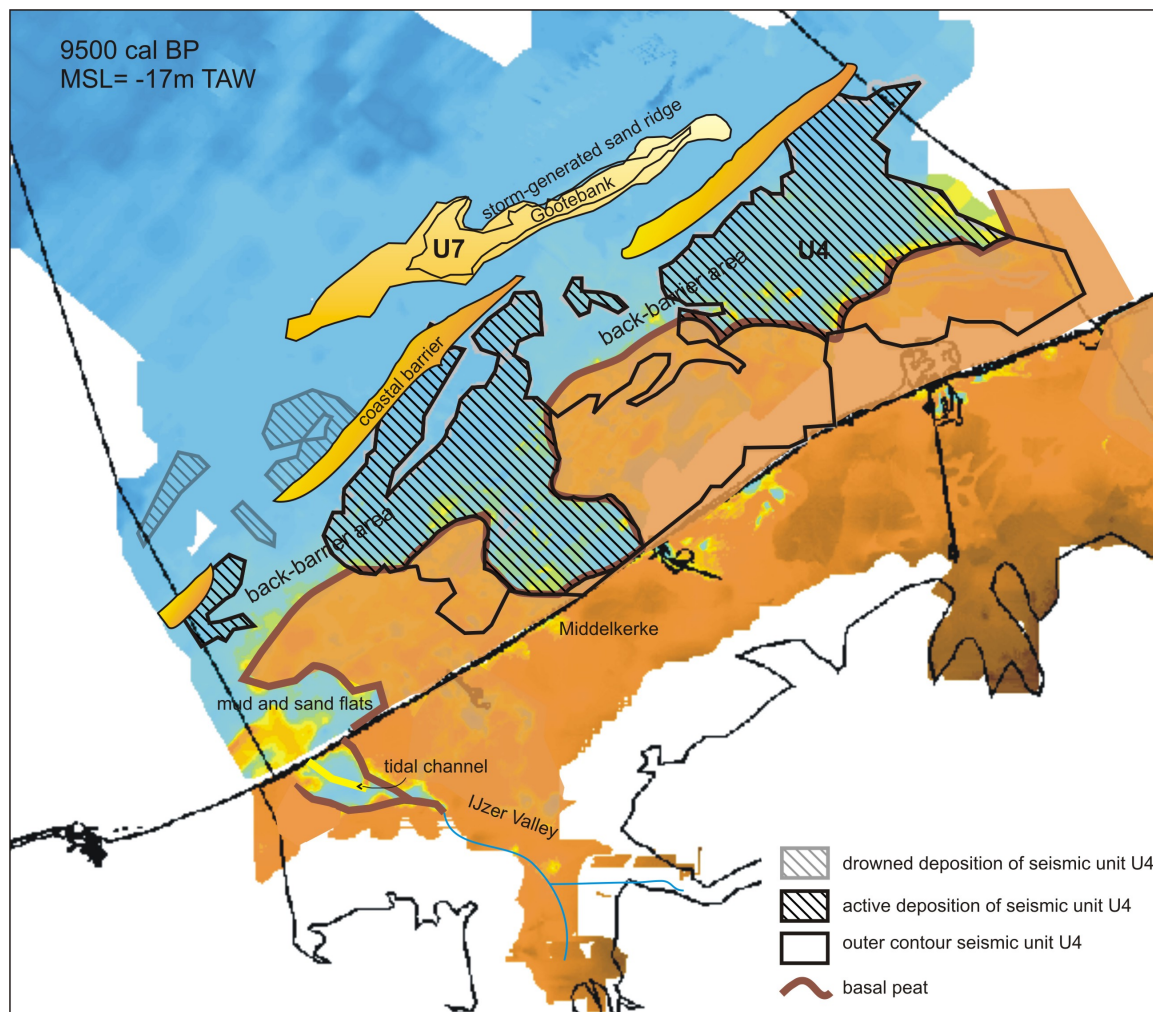 9500 cal BP
MSL= -17m TAW
storm-generated sand ridge
Gootebank
U7
U4
back-barrier area
coastal barrier
back-barrier area
Middelkerke
mud and sand flats
tidal channel
IJzer Valley
drowned deposition of seismic unit U4
active deposition of seismic unit U4
outer contour seismic unit U4
basal peat